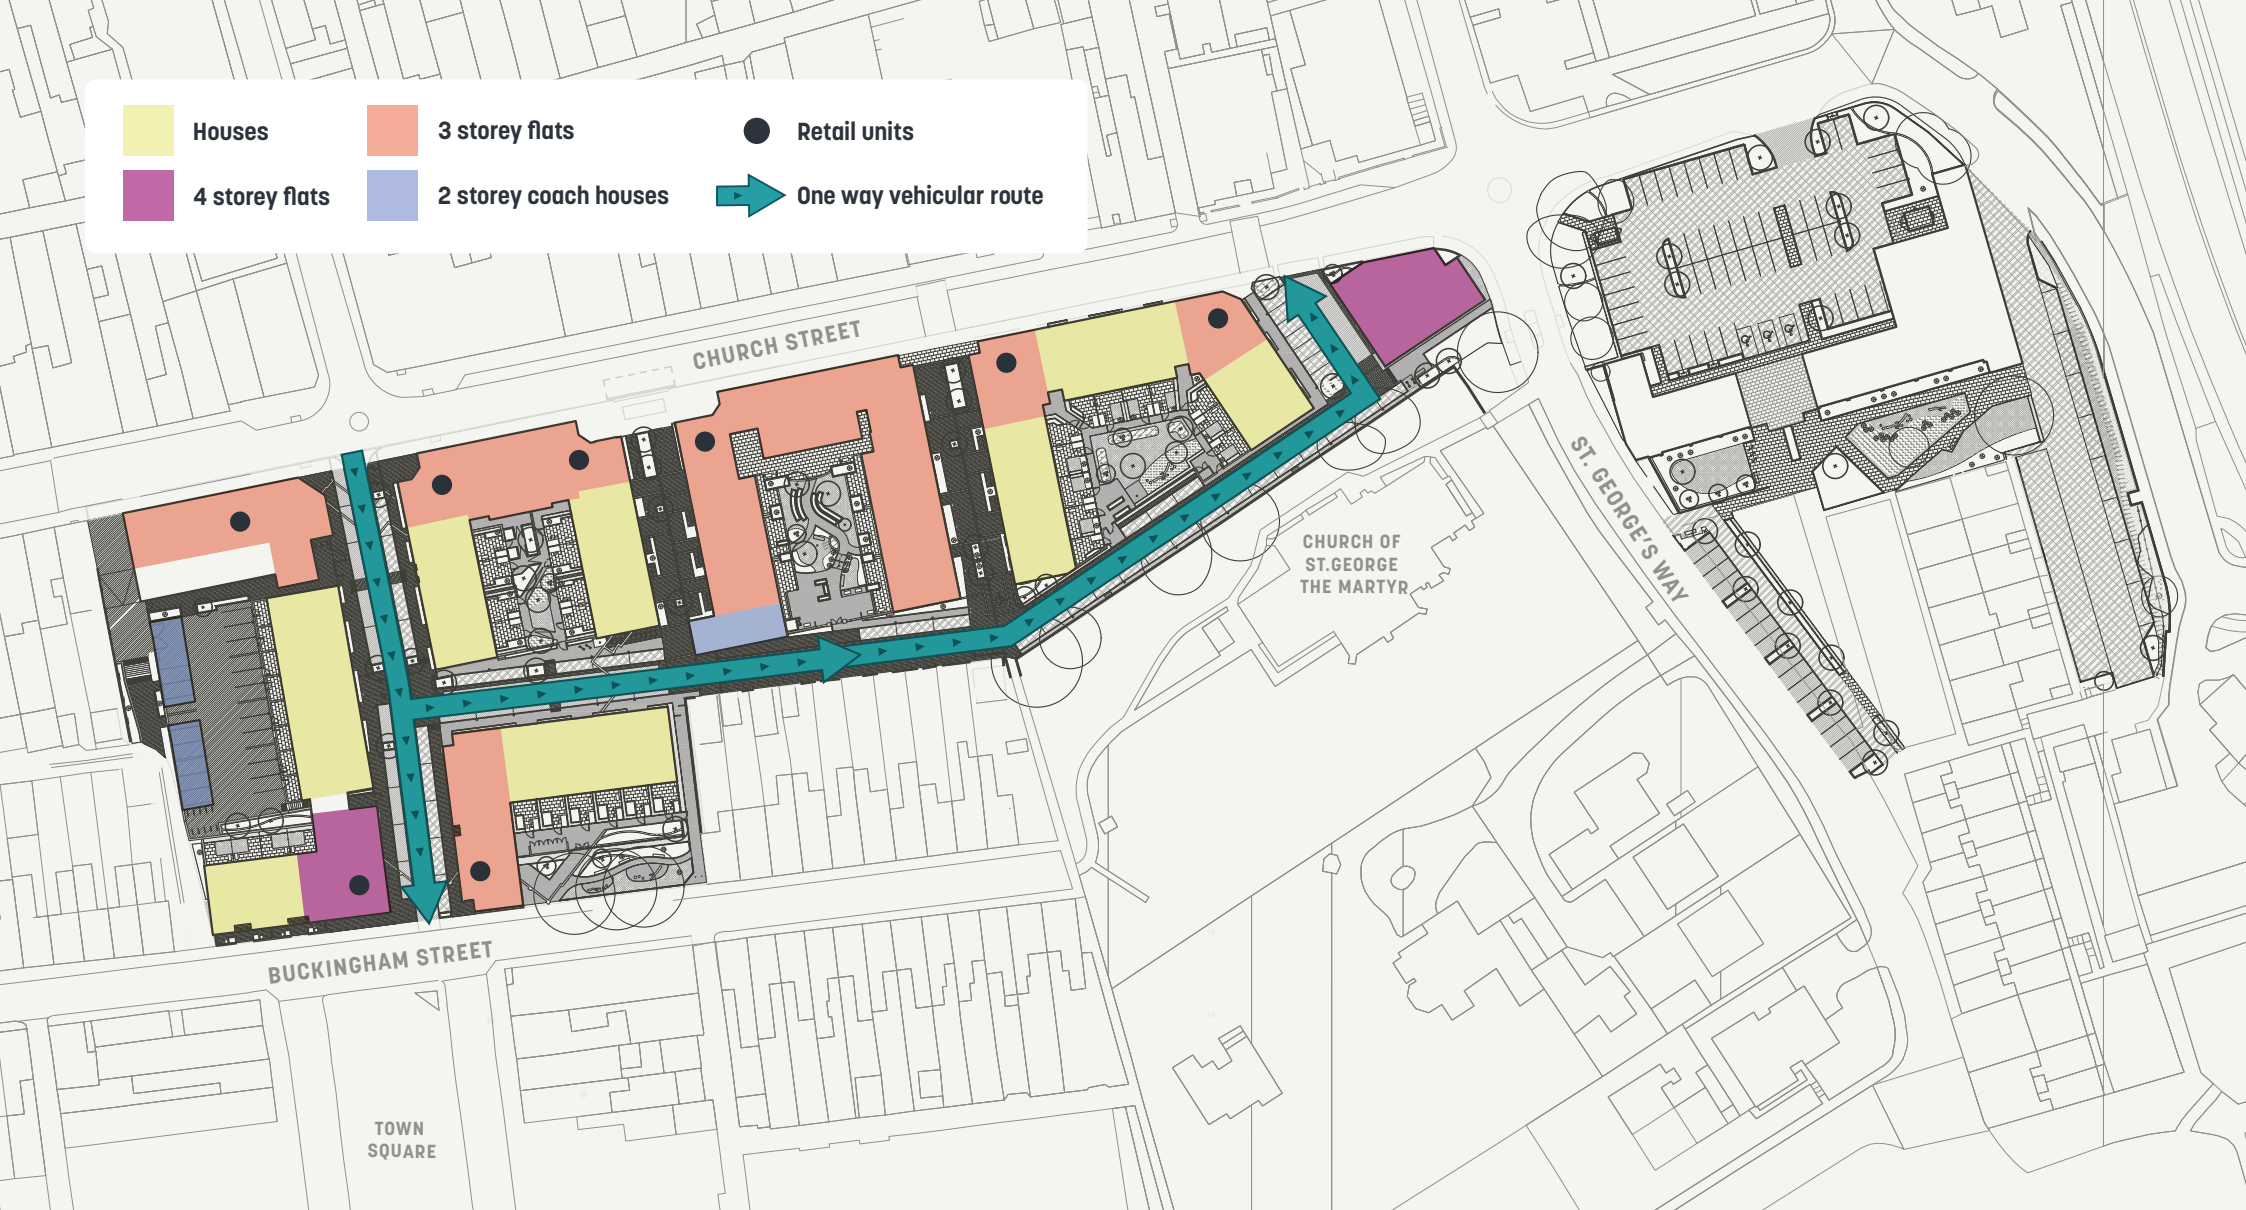 Houses
3 storey flats
Retail units
4 storey flats
2 storey coach houses
One way vehicular route
CHURCH STREET
ST. GEORGE'S WAY
CHURCH OF
ST.GEORGE
THE MARTYR
BUCKINGHAM STREET
TOWN
SQUARE